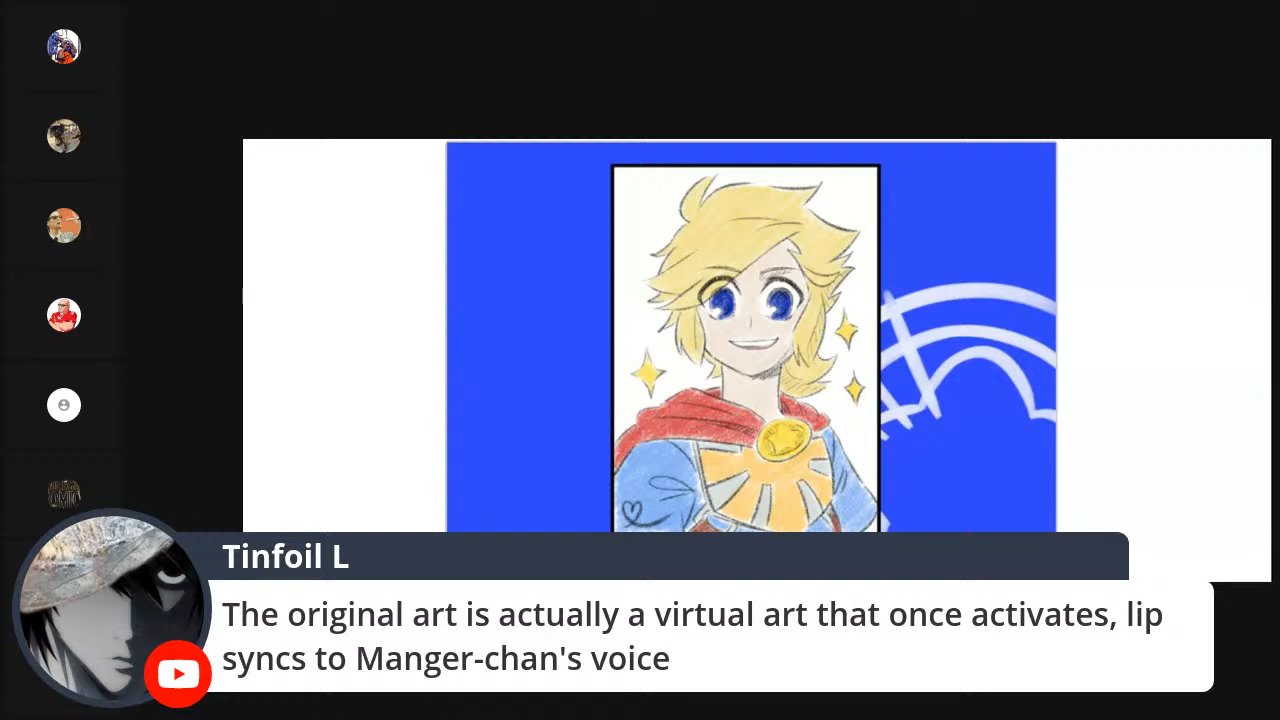 Tinfoil L
The original art is actually a virtual art that once activates, lip
syncs to Manger-chan's voice